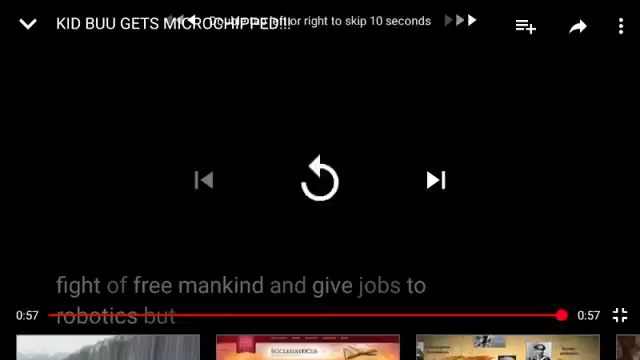 KID BUU GETS MICROCHIPPED!!!
Double tap left or right to skip 10 seconds
fight of free mankind and give jobs to
robotics but
0:57
0:57
ECCLESIASTICUS